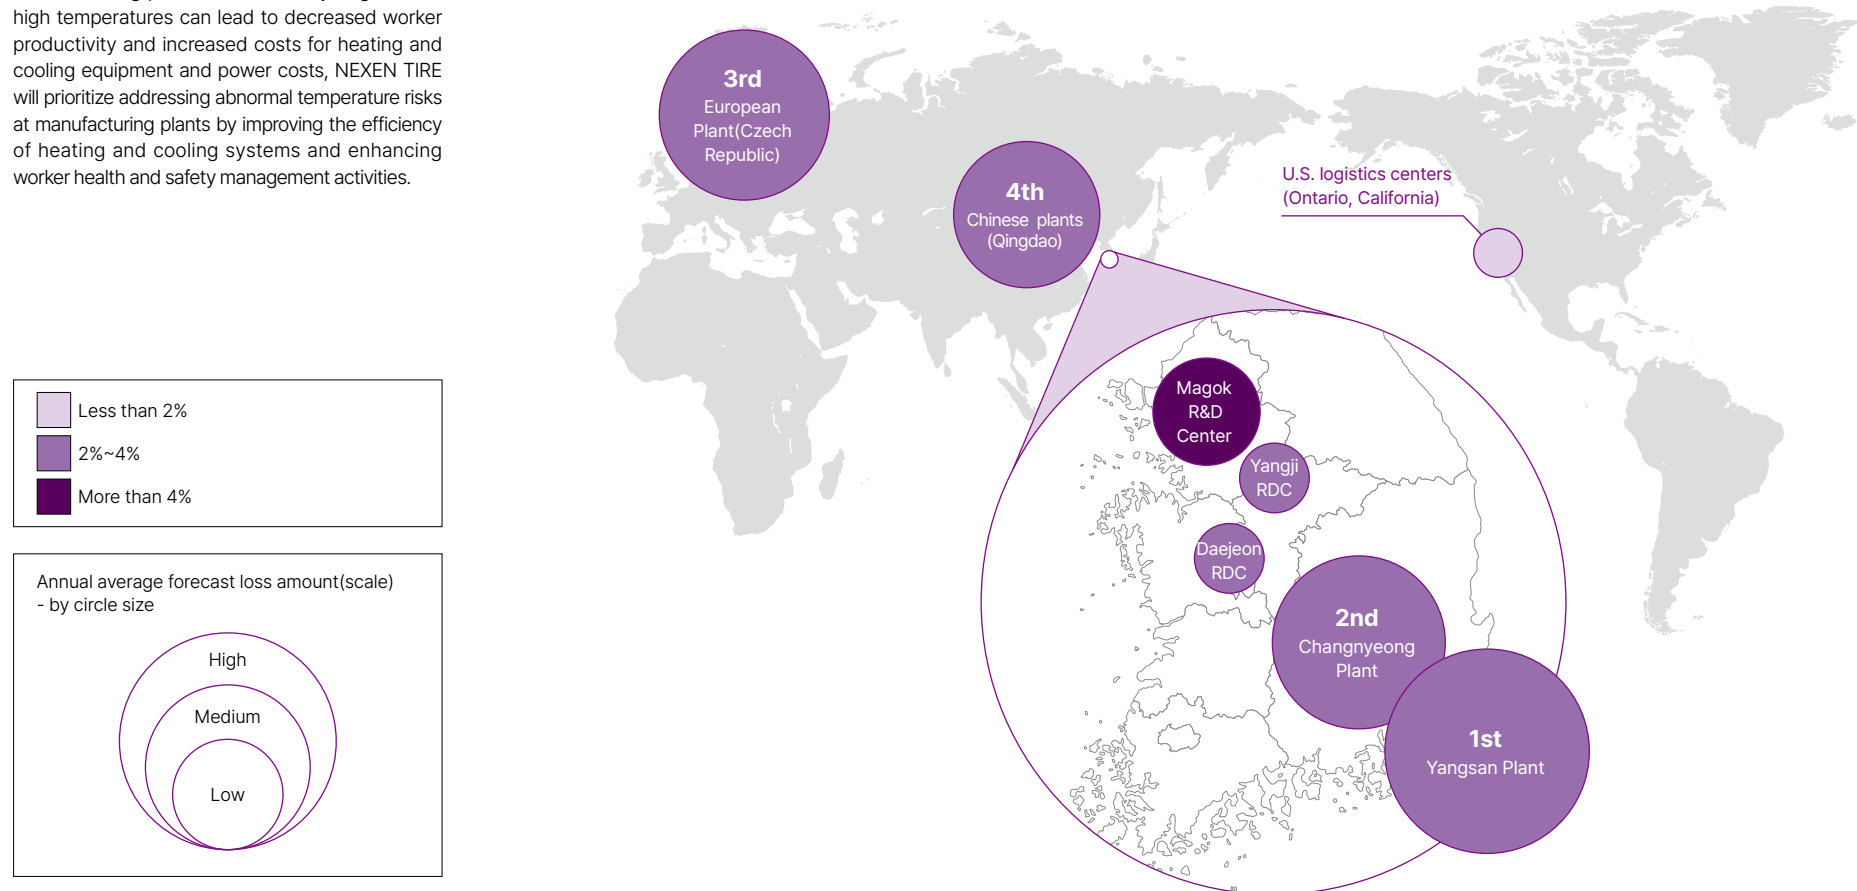 high temperatures can lead to decreased worker
productivity and increased costs for heating and
cooling equipment and power costs, NEXEN TIRE
will prioritize addressing abnormal temperature risks
at manufacturing plants by improving the efficiency
of heating and cooling systems and enhancing
worker health and safety management activities.
Less than 2%
2%~4%
More than 4%
Annual average forecast loss amount(scale)
- by circle size
High
Medium
Low
3rd
European
Plant(Czech
Republic)
4th
Chinese plants
(Qingdao)
U.S. logistics centers
(Ontario, California)
Magok
R&D
Center
Yangji
RDC
Daejeon
RDC
2nd
Changnyeong
Plant
1st
Yangsan Plant